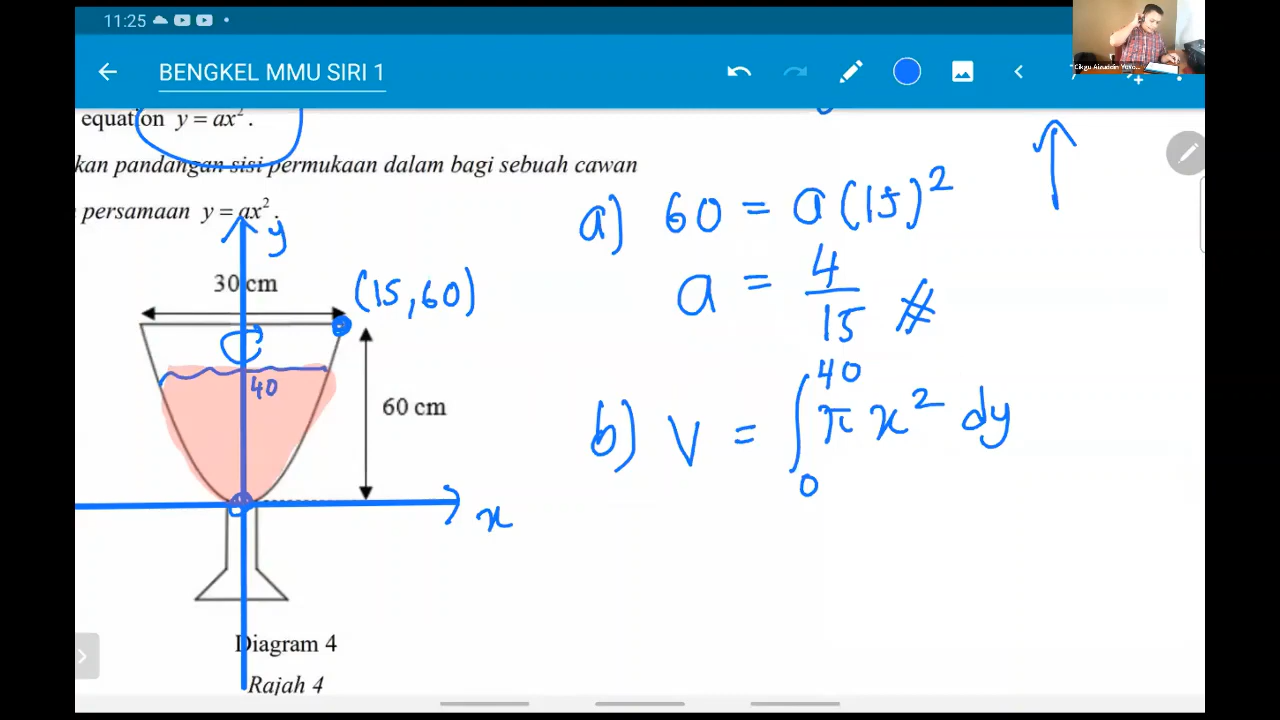 11:25
BENGKEL MMU SIRI 1
equation y = ax².
kan pandangan sisi permukaan dalam bagi sebuah cawan
persamaan y = ax².
y
30 cm
(15,60)
40
60 cm
x
Diagram 4
Rajah 4
a) 60 = a(15)²
a = 4/15 #
b) V = ∫₀⁴⁰ π x² dy